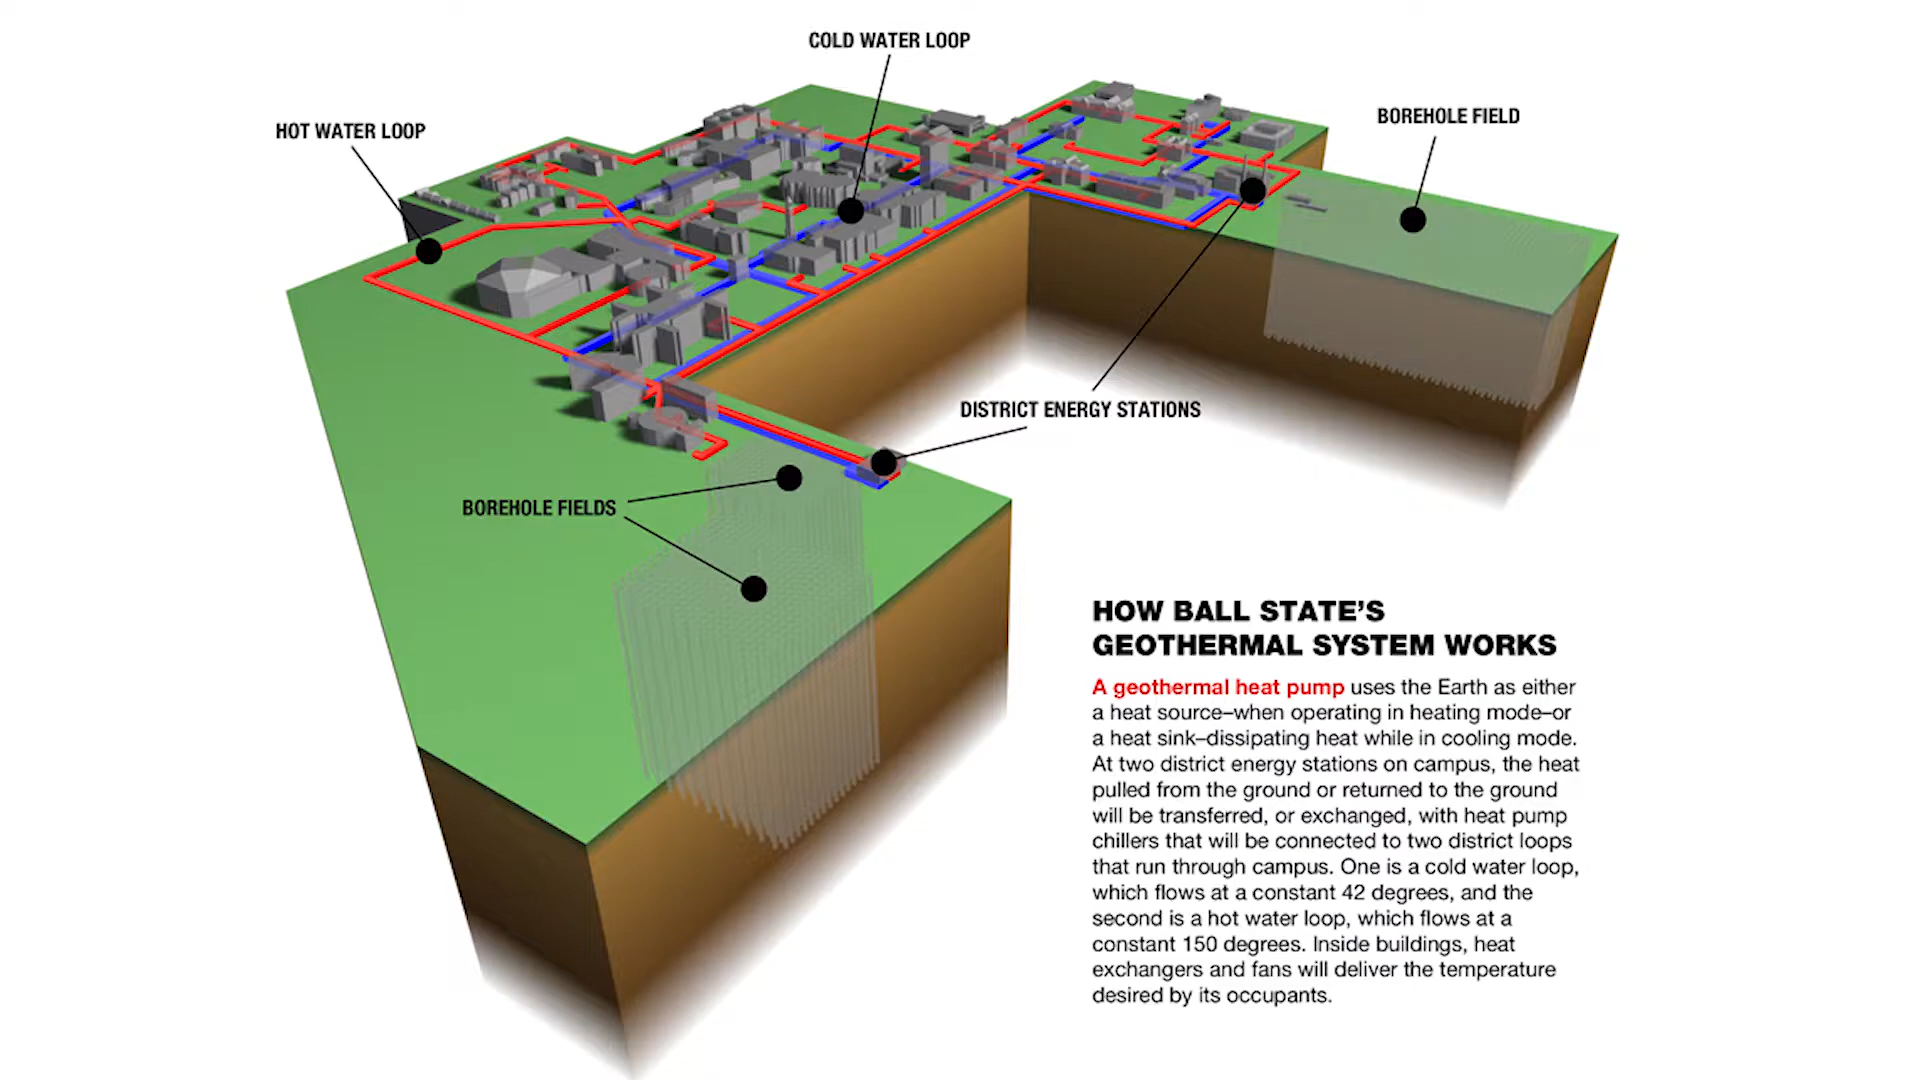 COLD WATER LOOP
HOT WATER LOOP
BOREHOLE FIELD
DISTRICT ENERGY STATIONS
BOREHOLE FIELDS
HOW BALL STATE’S
GEOTHERMAL SYSTEM WORKS
A geothermal heat pump uses the Earth as either
a heat source–when operating in heating mode–or
a heat sink–dissipating heat while in cooling mode.
At two district energy stations on campus, the heat
pulled from the ground or returned to the ground
will be transferred, or exchanged, with heat pump
chillers that will be connected to two district loops
that run through campus. One is a cold water loop,
which flows at a constant 42 degrees, and the
second is a hot water loop, which flows at a
constant 150 degrees. Inside buildings, heat
exchangers and fans will deliver the temperature
desired by its occupants.